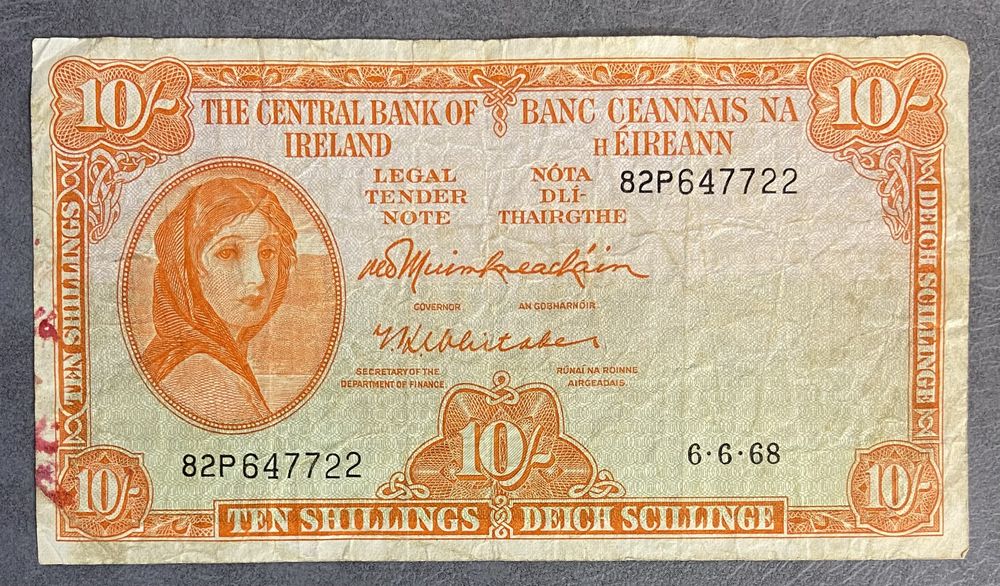 10/-
10/-
THE CENTRAL BANK OF IRELAND
BANC CEANNAIS NA hÉIREANN
LEGAL TENDER NOTE
NÓTA DLÍ-THAIRGTHE
82P647722
TEN SHILLINGS
DEICH SCILLINGE
GOVERNOR
AN GOBHARNÓIR.
T.K. Whitaker
SECRETARY OF THE DEPARTMENT OF FINANCE.
RÚNAÍ NA ROINNE AIRGEADAIS.
82P647722
10/-
6·6·68
10/-
10/-
TEN SHILLINGS
DEICH SCILLINGE